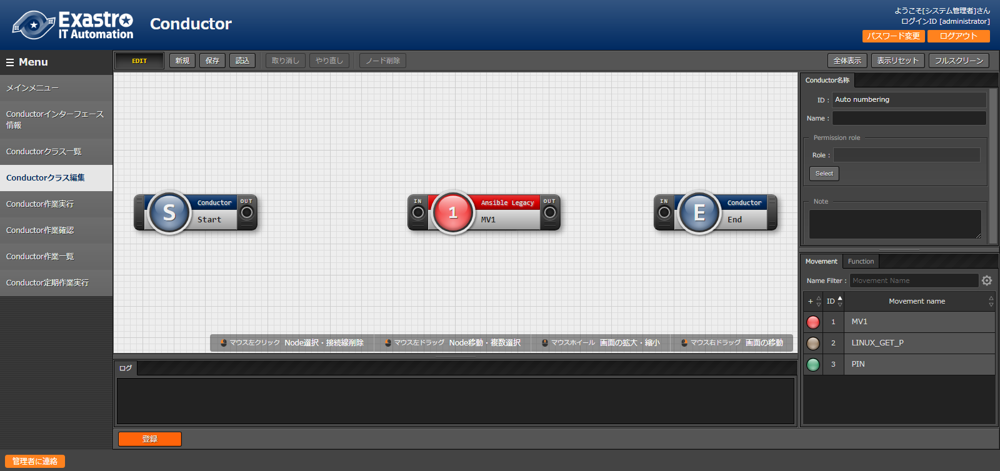 Exastro
IT Automation
Conductor
ようこそ[システム管理者]さん
ログインID [administrator]
パスワード変更
ログアウト
Menu
メインメニュー
Conductorインターフェース
情報
Conductorクラス一覧
Conductorクラス編集
Conductor作業実行
Conductor作業確認
Conductor作業一覧
Conductor定期作業実行
EDIT
新規
保存
読込
取り消し
やり直し
ノード削除
全体表示
表示リセット
フルスクリーン
S
Conductor
OUT
Start
IN
1
Ansible Legacy
OUT
MV1
IN
E
Conductor
End
マウス左クリック Node選択・接続線削除
マウス左ドラッグ Node移動・複数選択
マウスホイール 画面の拡大・縮小
マウス右ドラッグ 画面の移動
ログ
登録
Conductor名称
ID : Auto numbering
Name :
Permission role
Role :
Select
Note
Movement
Function
Name Filter : Movement Name
+ ID Movement name
1 MV1
2 LINUX_GET_P
3 PIN
管理者に連絡